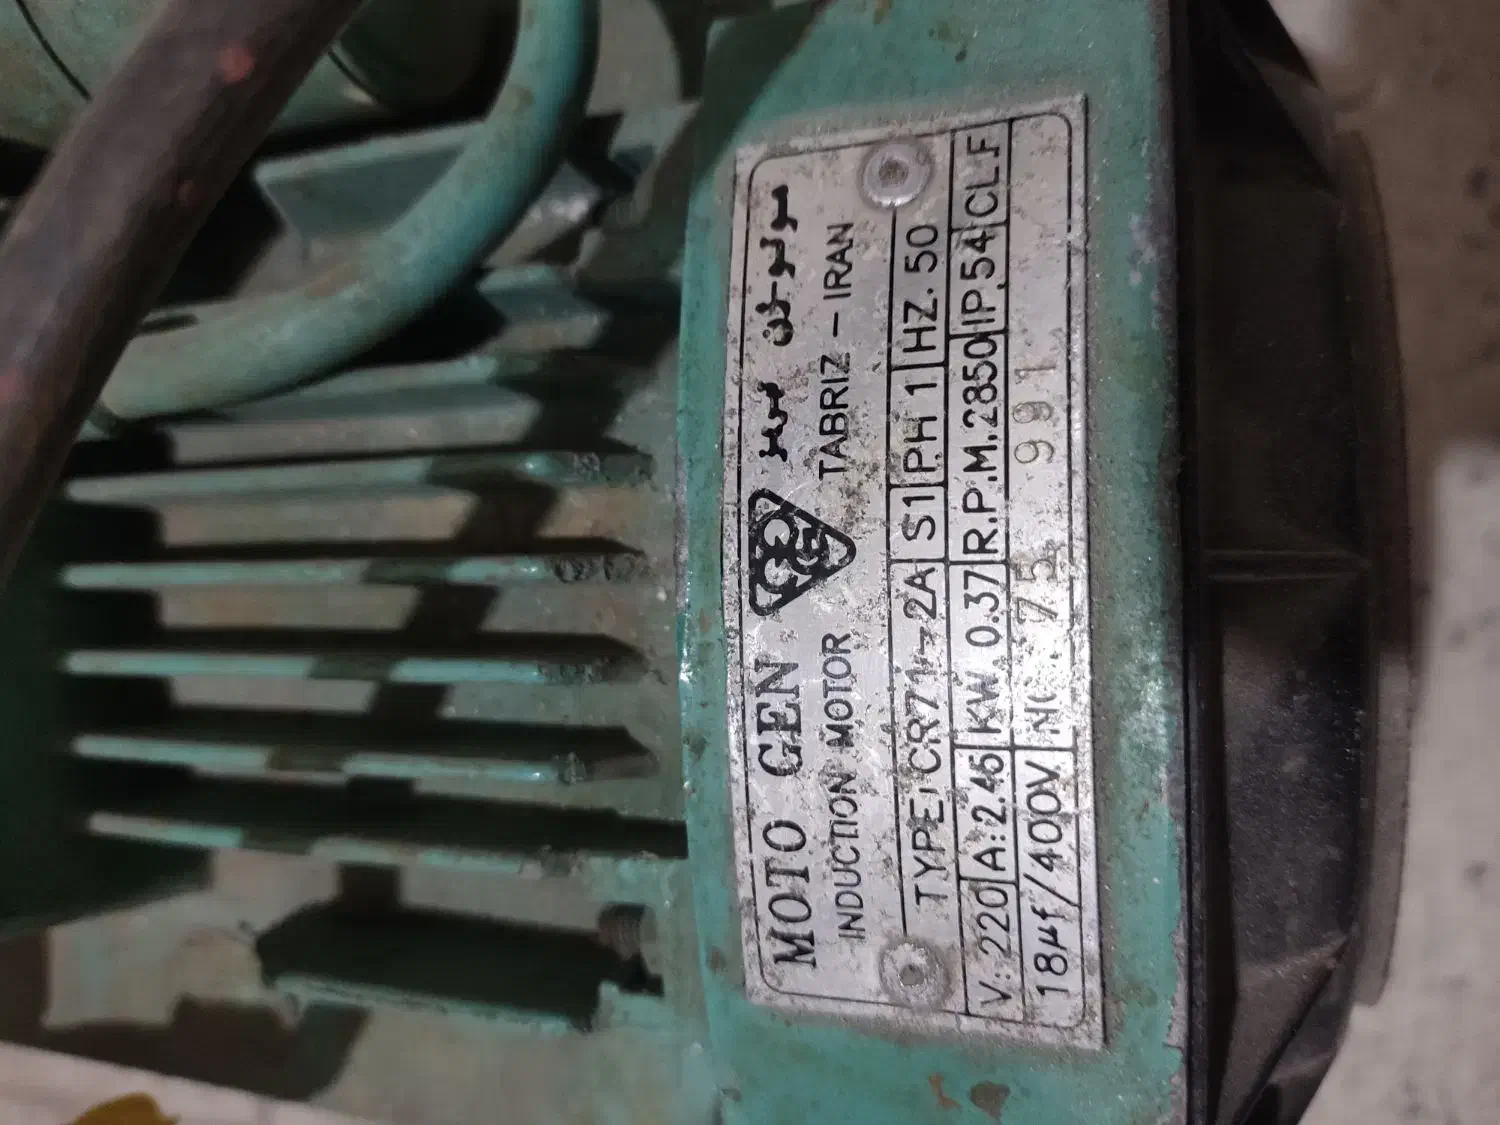 MOTO GEN موتوژن تبریز
INDUCTION MOTOR TABRIZ – IRAN
TYPE: CR71–2A S1 PH 1 HZ. 50
V: 220 A: 2.45 KW 0.37 R.P.M. 2850 IP.54 CL.F
18µf/400V 75 991